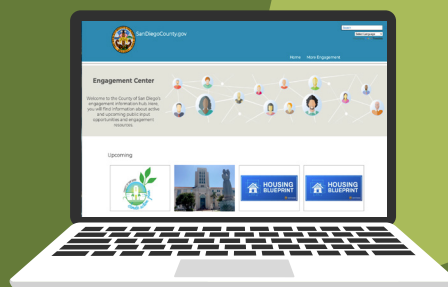 SanDiegoCounty.gov
Select Language
Home More Engagement
Engagement Center
Welcome to the County of San Diego's
engagement information hub. Here,
you will find information about active
and upcoming public input
opportunities and engagement
resources.
Upcoming
HOUSING
BLUEPRINT
HOUSING
BLUEPRINT